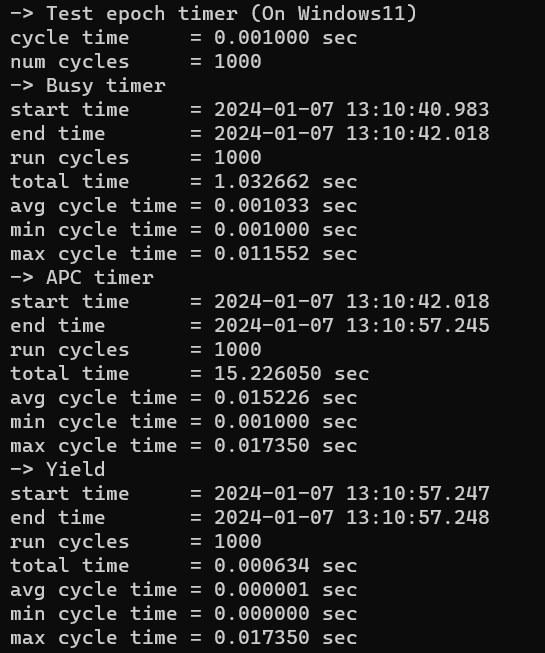 -> Test epoch timer (On Windows11)
cycle time     = 0.001000 sec
num cycles     = 1000
-> Busy timer
start time     = 2024-01-07 13:10:40.983
end time       = 2024-01-07 13:10:42.018
run cycles     = 1000
total time     = 1.032662 sec
avg cycle time = 0.001033 sec
min cycle time = 0.001000 sec
max cycle time = 0.011552 sec
-> APC timer
start time     = 2024-01-07 13:10:42.018
end time       = 2024-01-07 13:10:57.245
run cycles     = 1000
total time     = 15.226050 sec
avg cycle time = 0.015226 sec
min cycle time = 0.001000 sec
max cycle time = 0.017350 sec
-> Yield
start time     = 2024-01-07 13:10:57.247
end time       = 2024-01-07 13:10:57.248
run cycles     = 1000
total time     = 0.000634 sec
avg cycle time = 0.000001 sec
min cycle time = 0.000000 sec
max cycle time = 0.017350 sec